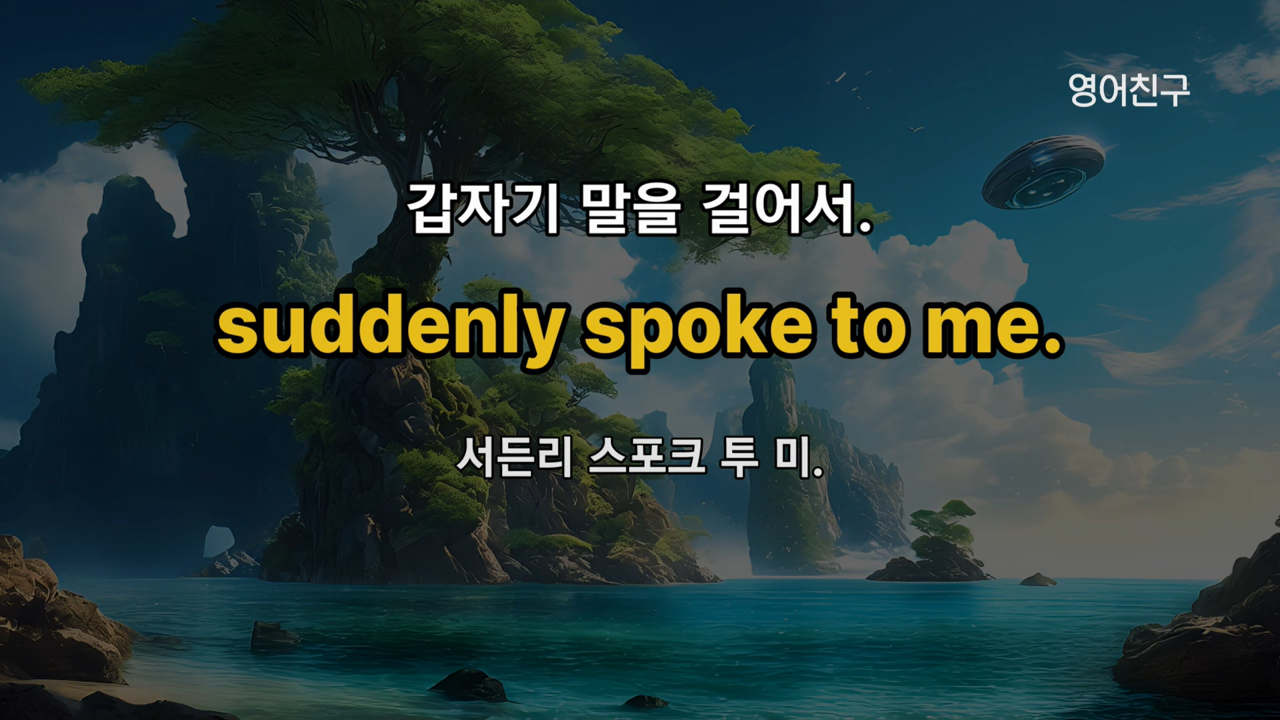 영어친구
갑자기 말을 걸어서.
suddenly spoke to me.
서든리 스포크 투 미.